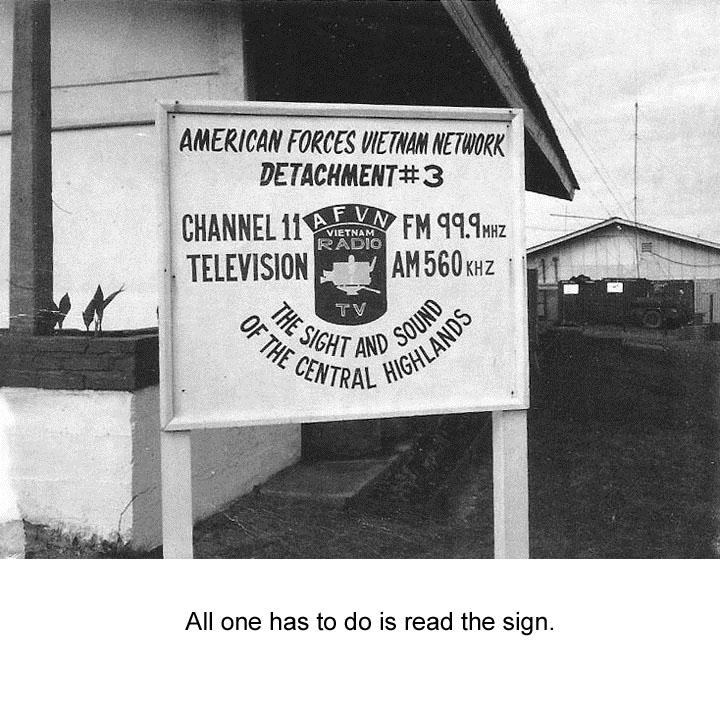 AMERICAN FORCES VIETNAM NETWORK
DETACHMENT #3
CHANNEL 11
TELEVISION
AFVN
VIETNAM
RADIO
TV
FM 99.9 MHZ
AM 560 KHZ
THE SIGHT AND SOUND
OF THE CENTRAL HIGHLANDS
All one has to do is read the sign.